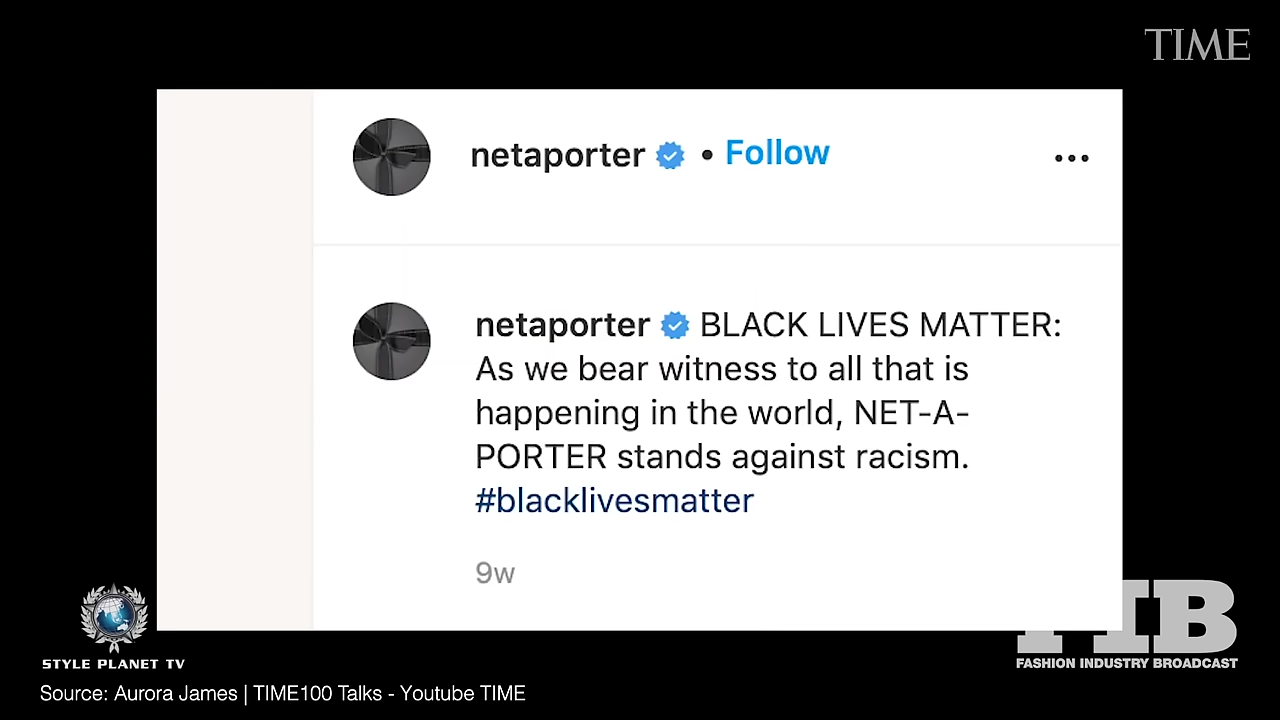 TIME
netaporter • Follow
netaporter BLACK LIVES MATTER:
As we bear witness to all that is
happening in the world, NET-A-
PORTER stands against racism.
#blacklivesmatter
9w
STYLE PLANET TV
FIB
FASHION INDUSTRY BROADCAST
Source: Aurora James | TIME100 Talks - Youtube TIME